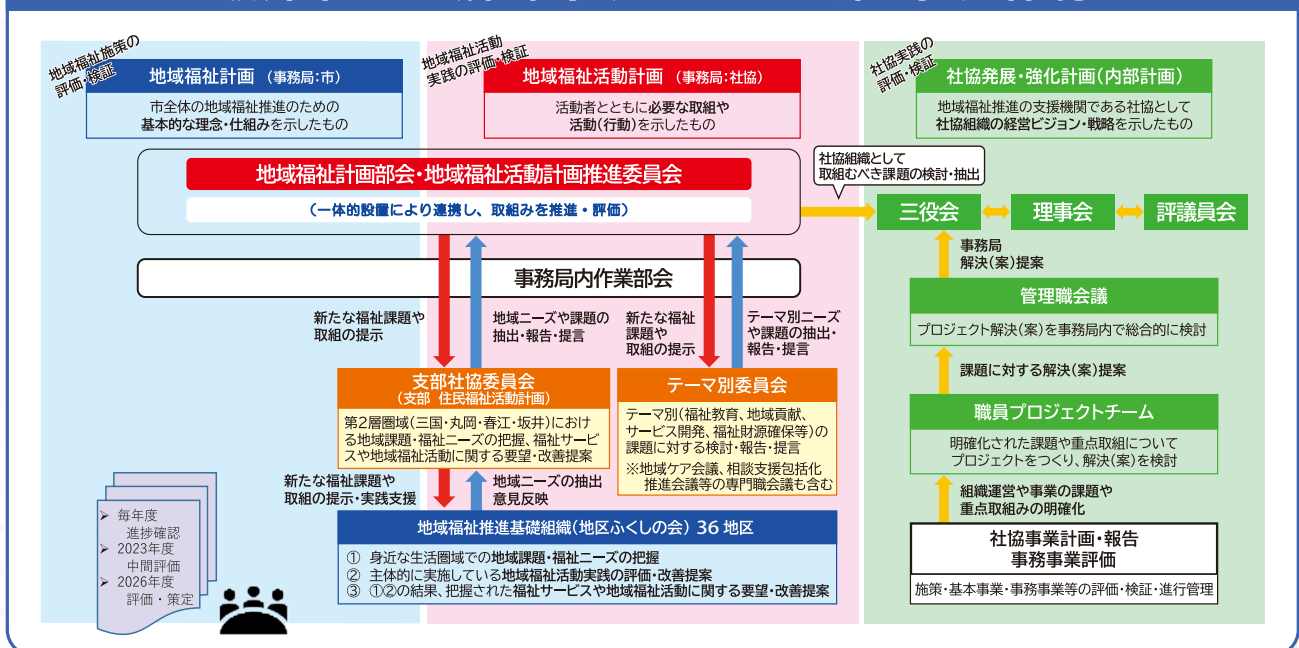 地域福祉施策の
評価・検証
地域福祉計画（事務局：市）
市全体の地域福祉推進のための
基本的な理念・仕組みを示したもの
地域福祉活動
実践の評価・検証
地域福祉活動計画（事務局：社協）
活動者とともに必要な取組や
活動（行動）を示したもの
社協実践の
評価・検証
社協発展・強化計画（内部計画）
地域福祉推進の支援機関である社協として
社協組織の経営ビジョン・戦略を示したもの
地域福祉計画部会・地域福祉活動計画推進委員会
（一体的設置により連携し、取組みを推進・評価）
社協組織として
取組むべき課題の検討・抽出
三役会
理事会
評議員会
事務局内作業部会
事務局
解決（案）提案
管理職会議
プロジェクト解決（案）を事務局内で総合的に検討
新たな福祉課題や
取組の提示
地域ニーズや課題の
抽出・報告・提言
新たな福祉
課題や
取組の提示
テーマ別ニーズ
や課題の抽出・
報告・提言
課題に対する解決（案）提案
支部社協委員会
（支部 住民福祉活動計画）
第2層圏域（三国・丸岡・春江・坂井）におけ
る地域課題・福祉ニーズの把握、福祉サービ
スや地域福祉活動に関する要望・改善提案
テーマ別委員会
テーマ別（福祉教育、地域貢献、
サービス開発、福祉財源確保等）の
課題に対する検討・報告・提言
※地域ケア会議、相談支援包括化
推進会議等の専門職会議も含む
職員プロジェクトチーム
明確化された課題や重点取組について
プロジェクトをつくり、解決（案）を検討
新たな福祉課題や
取組の提示・実践支援
地域ニーズの抽出
意見反映
組織運営や事業の課題や
重点取組みの明確化
地域福祉推進基礎組織（地区ふくしの会）36地区
① 身近な生活圏域での地域課題・福祉ニーズの把握
② 主体的に実施している地域福祉活動実践の評価・改善提案
③ ①②の結果、把握された福祉サービスや地域福祉活動に関する要望・改善提案
社協事業計画・報告
事務事業評価
施策・基本事業・事務事業等の評価・検証・進行管理
➢ 毎年度
進捗確認
➢ 2023年度
中間評価
➢ 2026年度
評価・策定